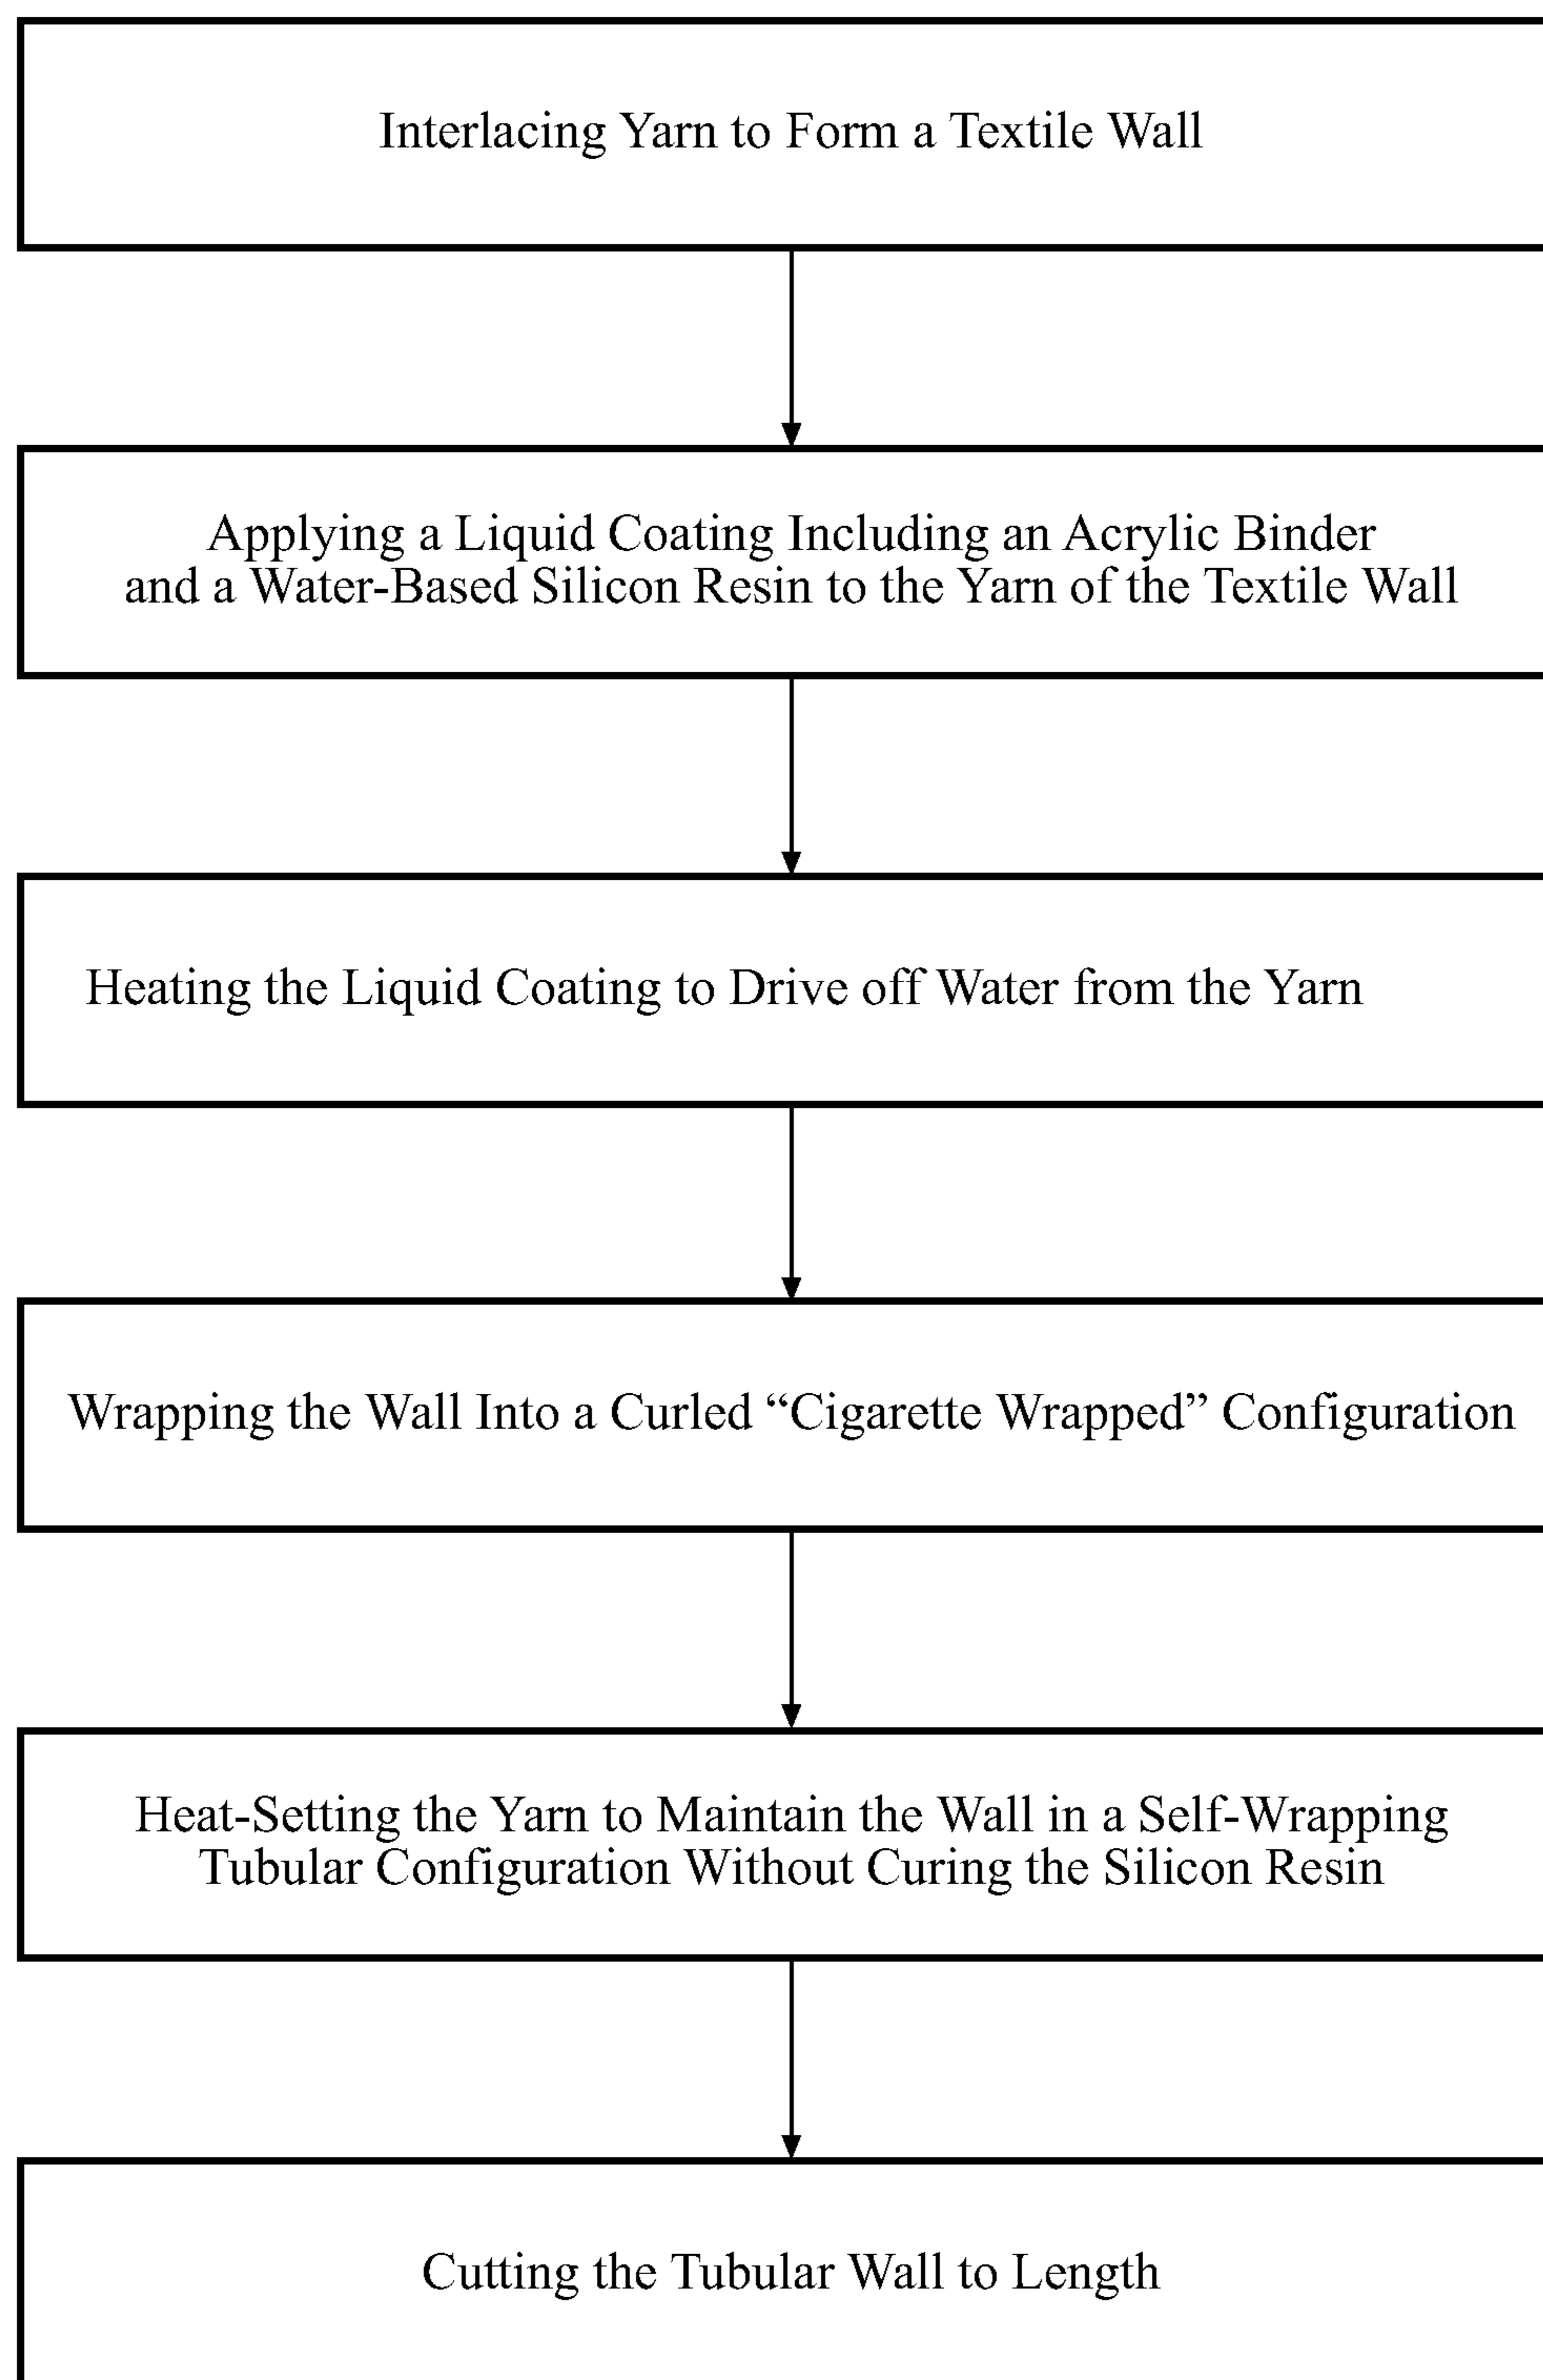 Interlacing Yarn to Form a Textile Wall
Applying a Liquid Coating Including an Acrylic Binder
and a Water-Based Silicon Resin to the Yarn of the Textile Wall
Heating the Liquid Coating to Drive off Water from the Yarn
Wrapping the Wall Into a Curled “Cigarette Wrapped” Configuration
Heat-Setting the Yarn to Maintain the Wall in a Self-Wrapping
Tubular Configuration Without Curing the Silicon Resin
Cutting the Tubular Wall to Length